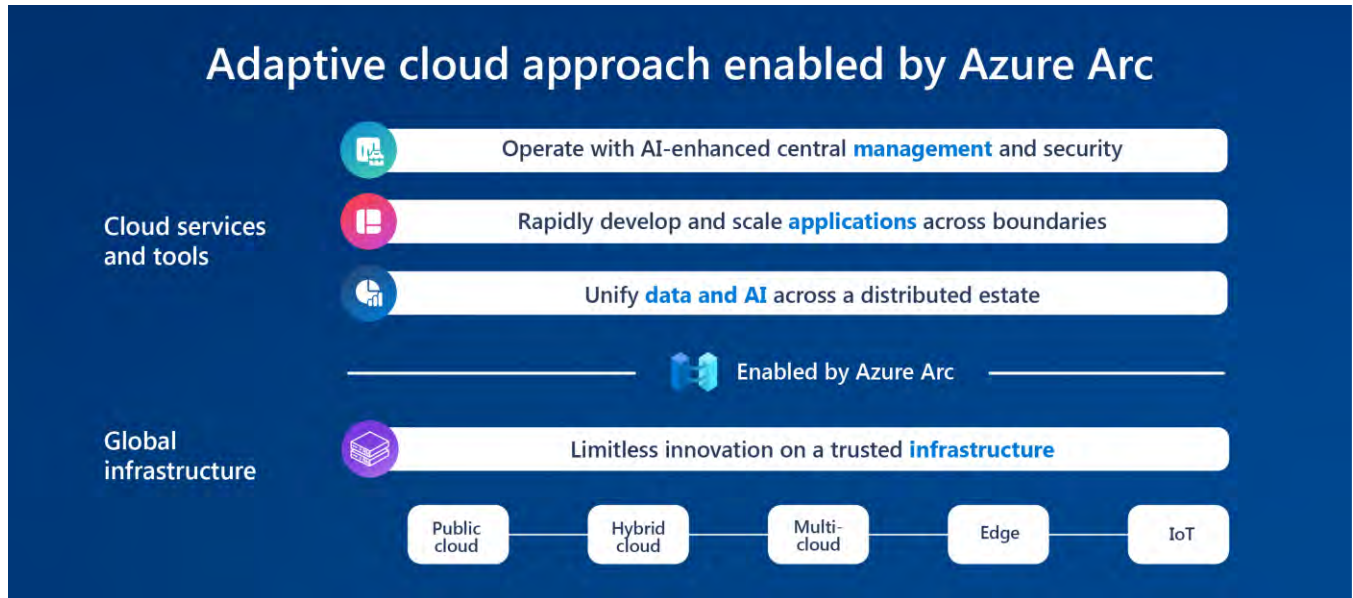 Adaptive cloud approach enabled by Azure Arc
Operate with AI-enhanced central management and security
Cloud services
and tools
Rapidly develop and scale applications across boundaries
Unify data and AI across a distributed estate
Enabled by Azure Arc
Global
infrastructure
Limitless innovation on a trusted infrastructure
Public
cloud
Hybrid
cloud
Multi-
cloud
Edge
IoT